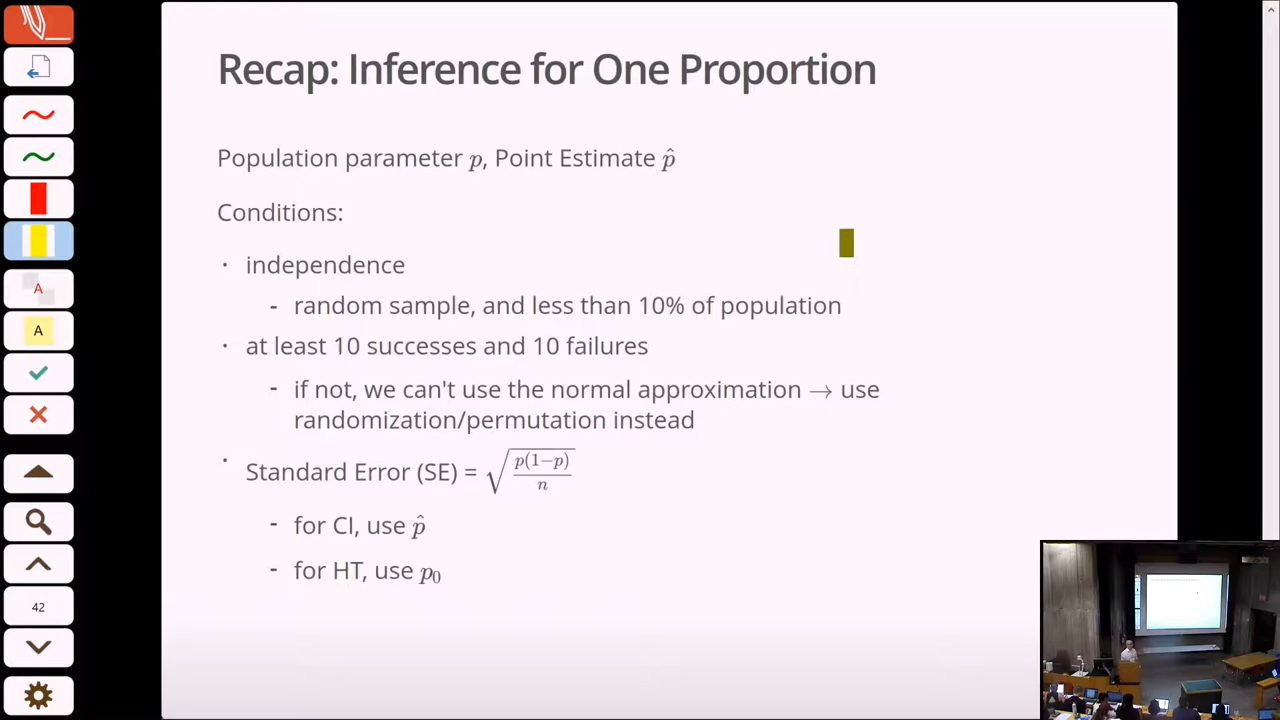 Recap: Inference for One Proportion
Population parameter p, Point Estimate p̂
Conditions:
· independence
- random sample, and less than 10% of population
· at least 10 successes and 10 failures
- if not, we can't use the normal approximation → use
randomization/permutation instead
· Standard Error (SE) = √(p(1−p)/n)
- for CI, use p̂
- for HT, use p₀
A
A
42